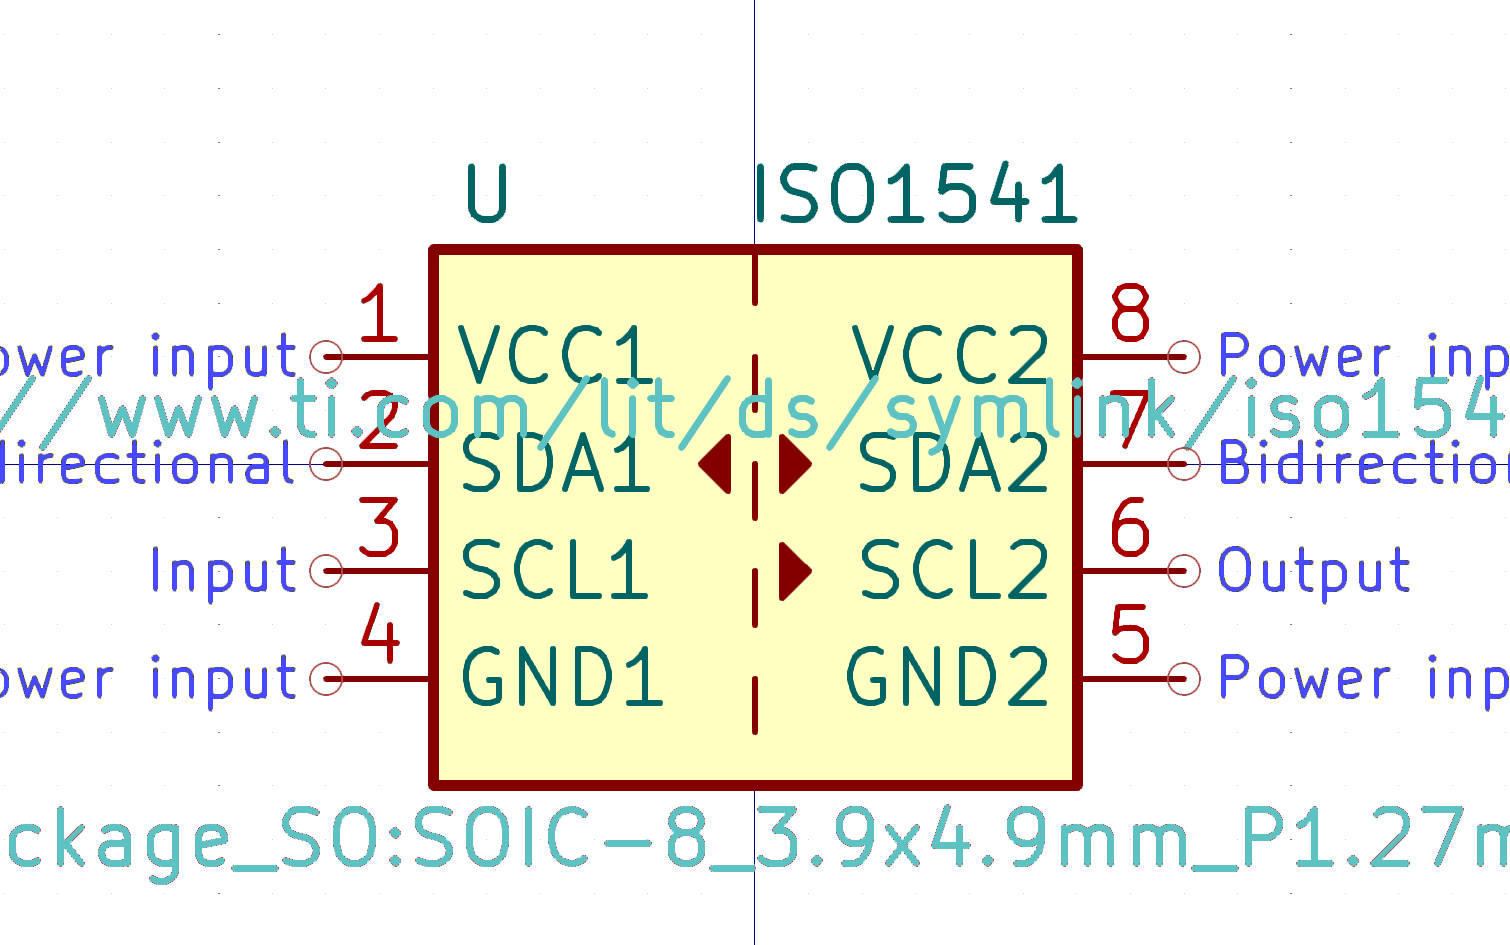 U ISO1541
1 8
ower input VCC1 VCC2 Power inp
//www.ti.com/lit/ds/symlink/iso154
2 7
directional SDA1 SDA2 Bidirectio
3 6
Input SCL1 SCL2 Output
4 5
ower input GND1 GND2 Power inp
ckage_SO:SOIC-8_3.9x4.9mm_P1.27m